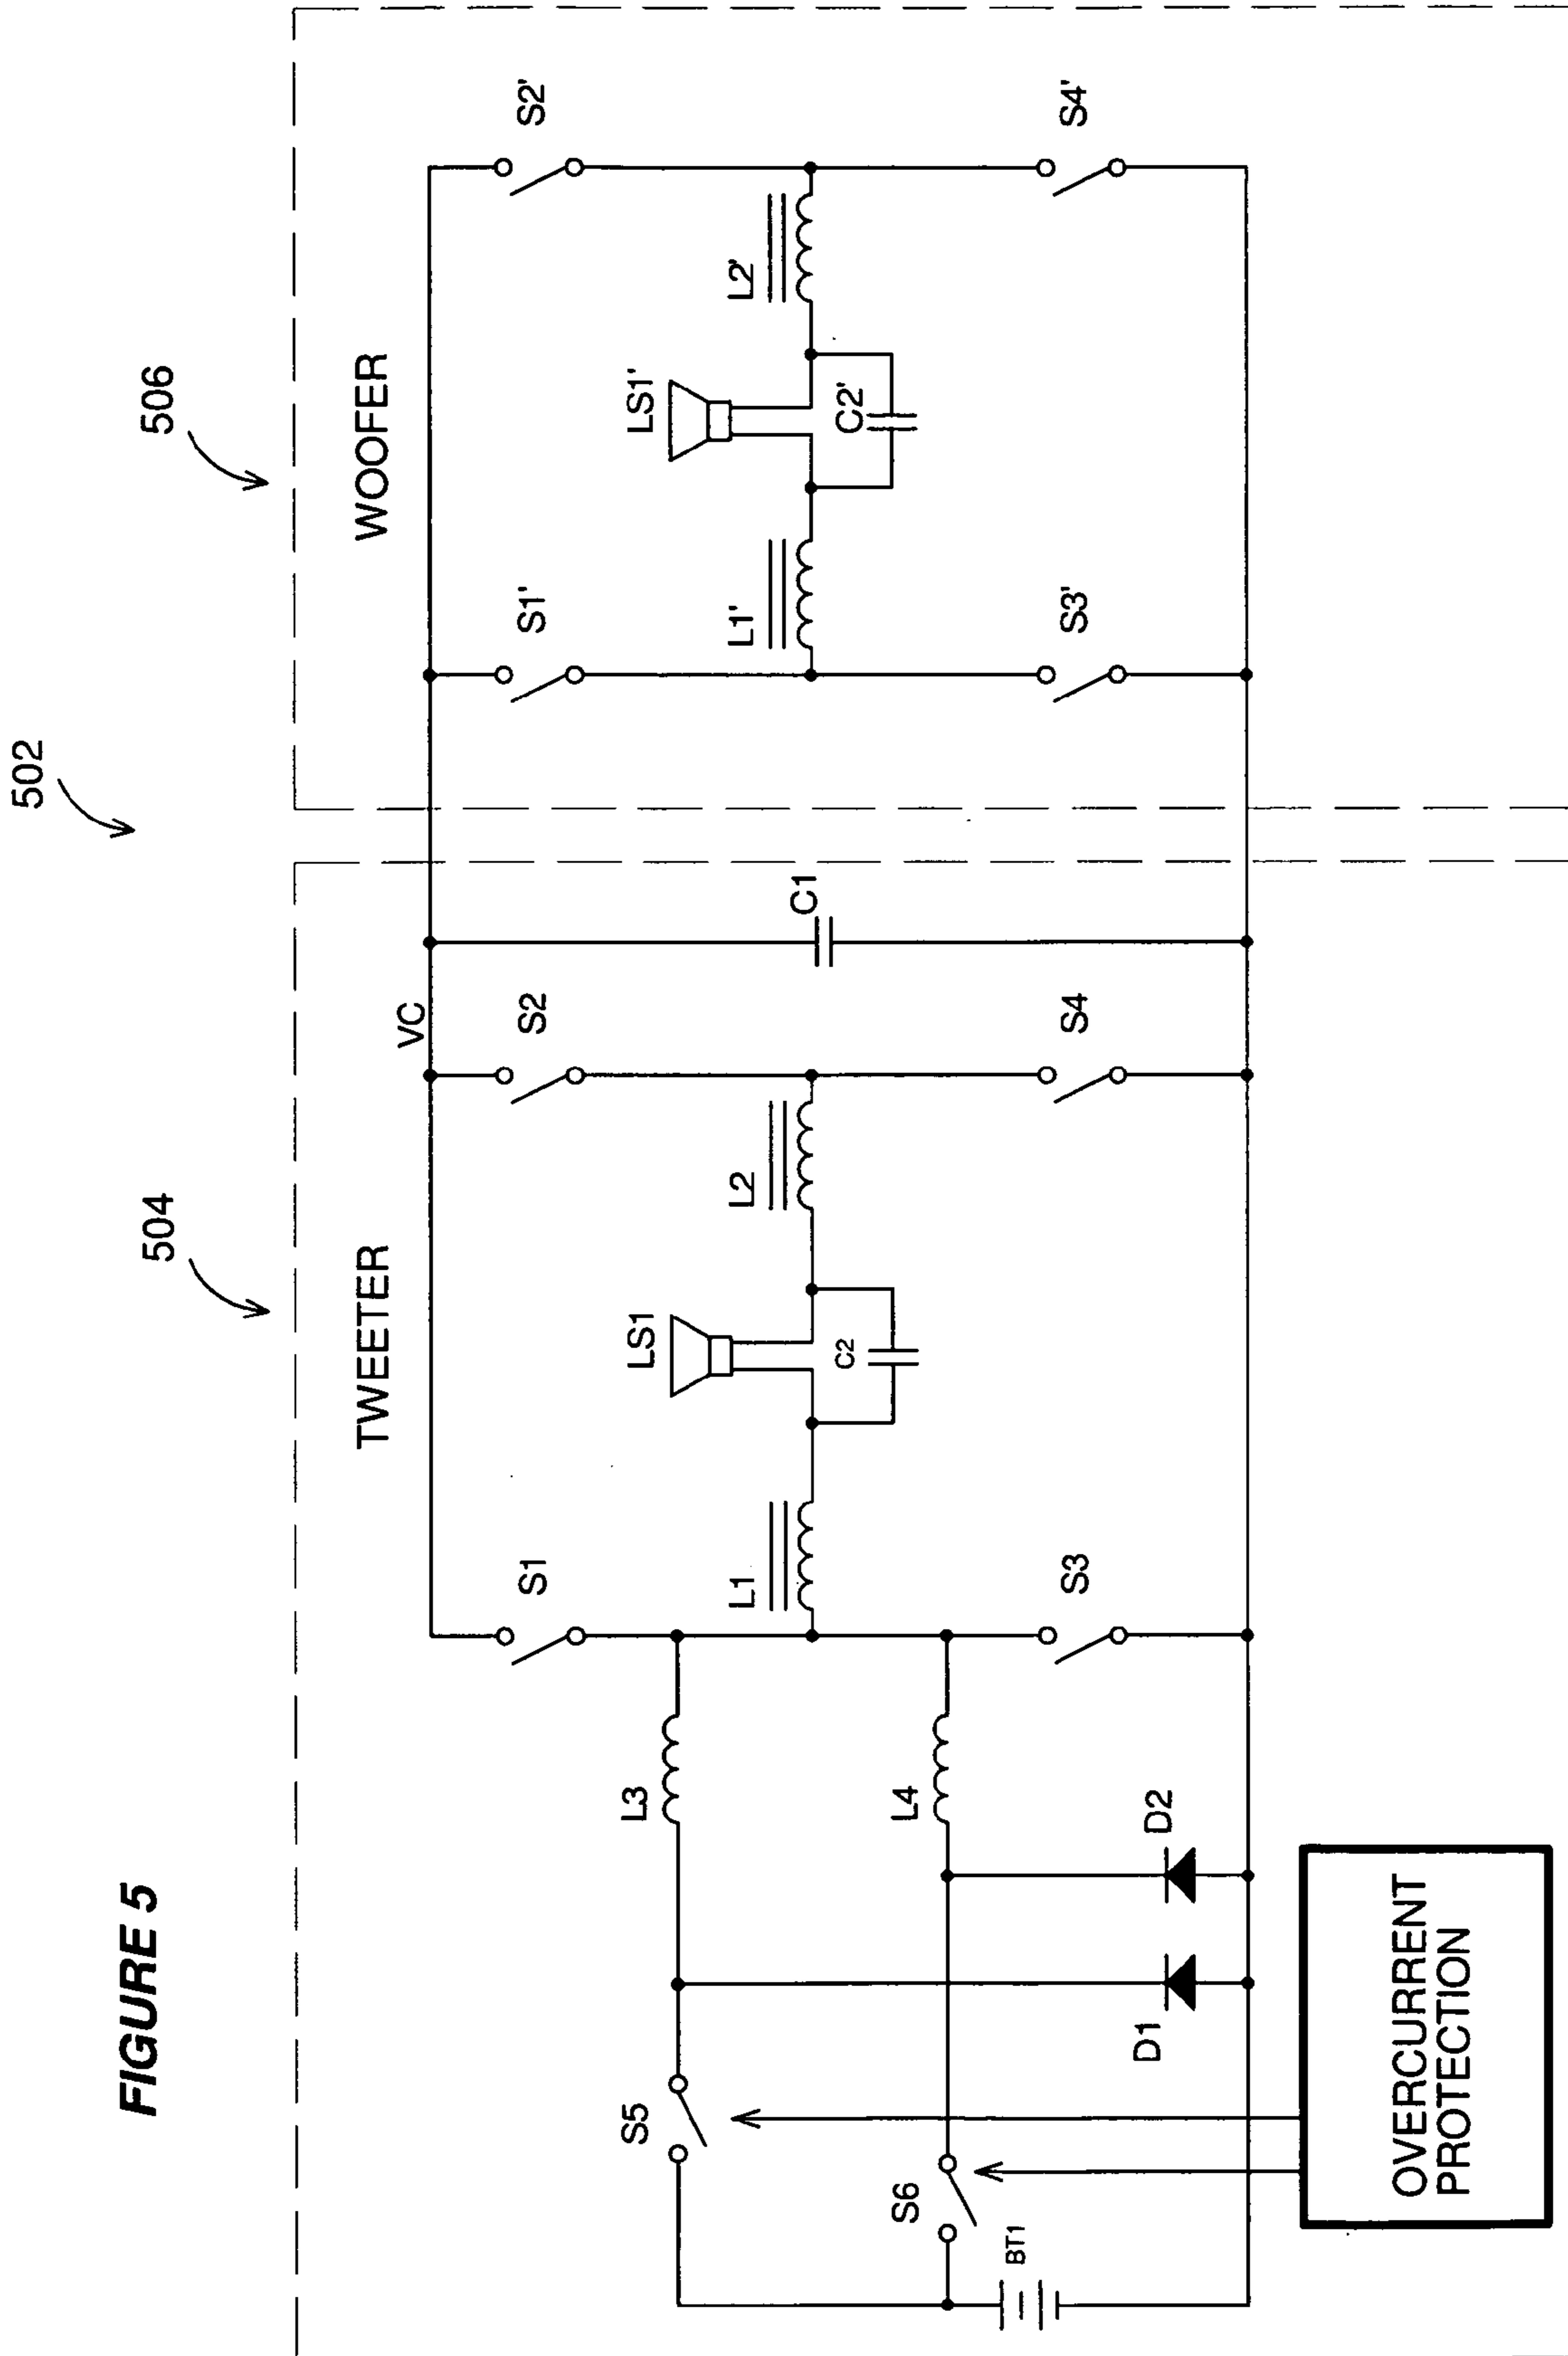 FIGURE 5
502
504
506
TWEETER
WOOFER
VC
S1
S2
S1'
S2'
LS1
LS1'
L3
L1
L2
L1'
L2'
C1
C2
C2'
S5
L4
S6
BT1
S3
S4
S3'
S4'
D1
D2
OVERCURRENT
PROTECTION